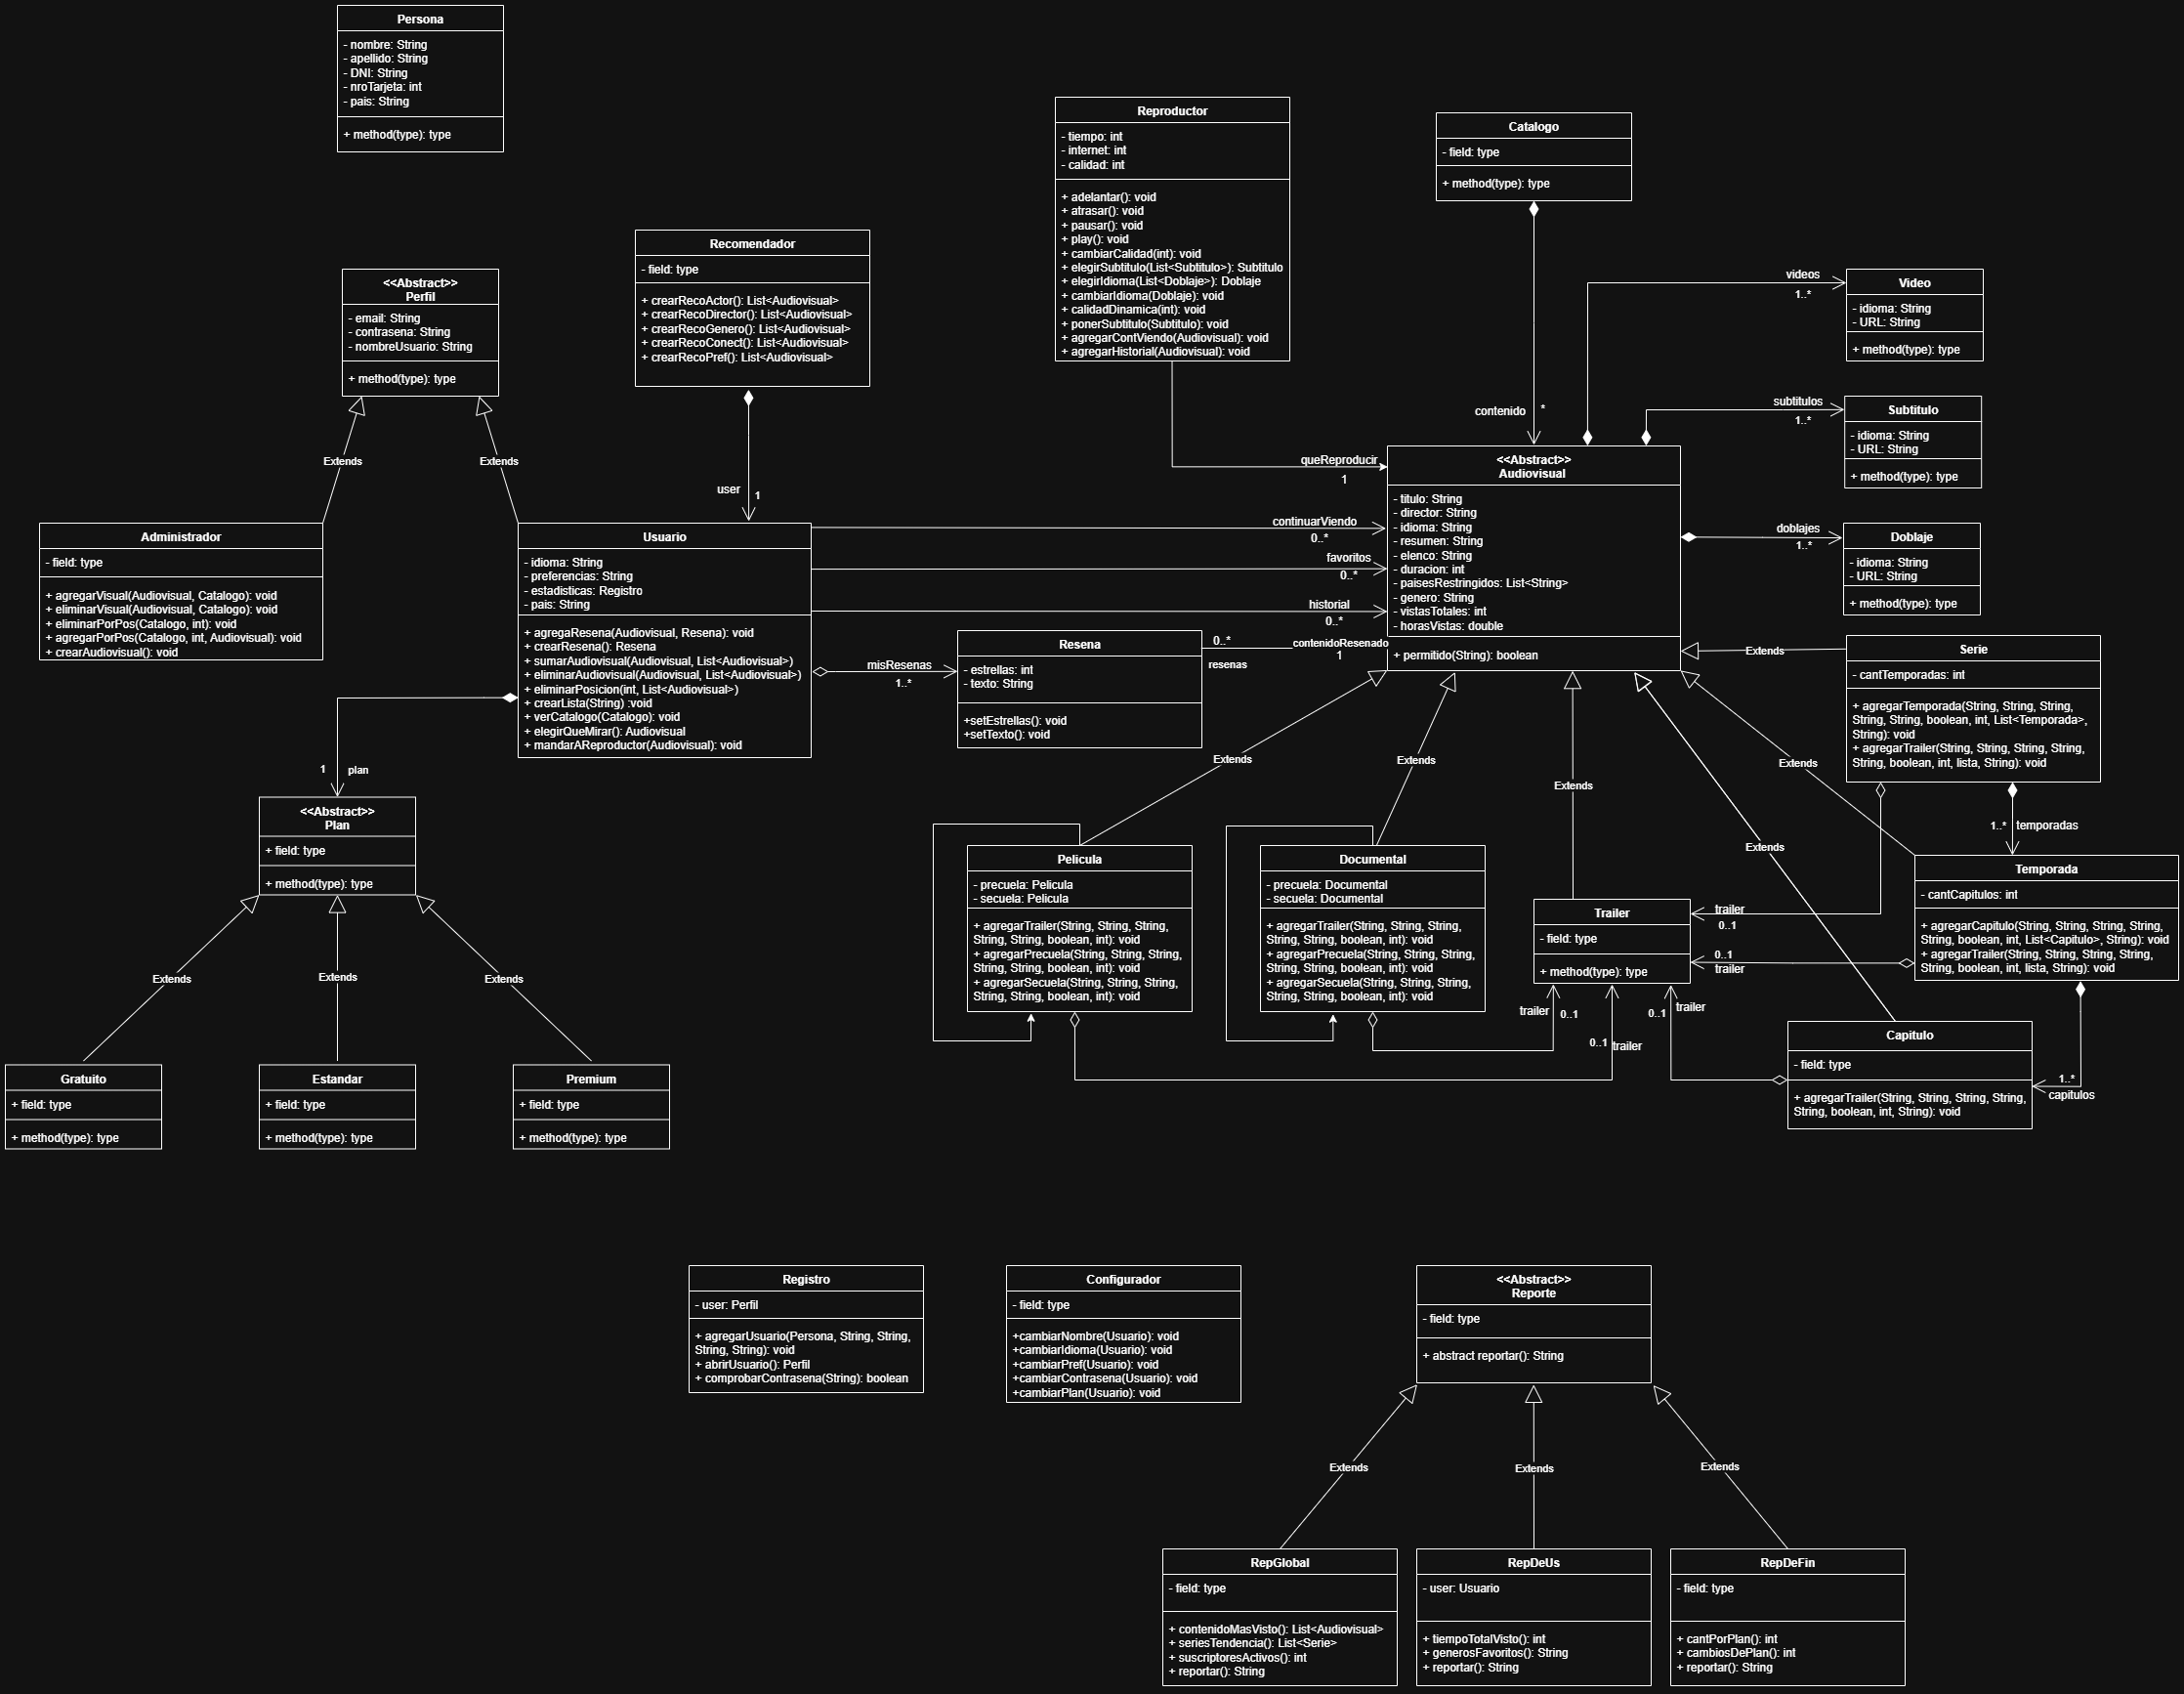 Persona
- nombre: String
- apellido: String
- DNI: String
- nroTarjeta: int
- pais: String
+ method(type): type
Reproductor
- tiempo: int
- internet: int
- calidad: int
+ adelantar(): void
+ atrasar(): void
+ pausar(): void
+ play(): void
+ cambiarCalidad(int): void
+ elegirSubtitulo(List<Subtitulo>): Subtitulo
+ elegirIdioma(List<Doblaje>): Doblaje
+ cambiarIdioma(Doblaje): void
+ calidadDinamica(int): void
+ ponerSubtitulo(Subtitulo): void
+ agregarContViendo(Audiovisual): void
+ agregarHistorial(Audiovisual): void
Catalogo
- field: type
+ method(type): type
Recomendador
- field: type
+ crearRecoActor(): List<Audiovisual>
+ crearRecoDirector(): List<Audiovisual>
+ crearRecoGenero(): List<Audiovisual>
+ crearRecoConect(): List<Audiovisual>
+ crearRecoPref(): List<Audiovisual>
<<Abstract>>
Perfil
- email: String
- contrasena: String
- nombreUsuario: String
+ method(type): type
videos
1..*
Video
- idioma: String
- URL: String
+ method(type): type
contenido
*
subtitulos
1..*
Subtitulo
- idioma: String
- URL: String
+ method(type): type
Extends
Extends
user
1
queReproducir
1
<<Abstract>>
Audiovisual
- titulo: String
- director: String
- idioma: String
- resumen: String
- elenco: String
- duracion: int
- paisesRestringidos: List<String>
- genero: String
- vistasTotales: int
- horasVistas: double
+ permitido(String): boolean
doblajes
1..*
Doblaje
- idioma: String
- URL: String
+ method(type): type
Administrador
- field: type
+ agregarVisual(Audiovisual, Catalogo): void
+ eliminarVisual(Audiovisual, Catalogo): void
+ eliminarPorPos(Catalogo, int): void
+ agregarPorPos(Catalogo, int, Audiovisual): void
+ crearAudiovisual(): void
Usuario
- idioma: String
- preferencias: String
- estadisticas: Registro
- pais: String
+ agregaResena(Audiovisual, Resena): void
+ crearResena(): Resena
+ sumarAudiovisual(Audiovisual, List<Audiovisual>)
+ eliminarAudiovisual(Audiovisual, List<Audiovisual>)
+ eliminarPosicion(int, List<Audiovisual>)
+ crearLista(String) :void
+ verCatalogo(Catalogo): void
+ elegirQueMirar(): Audiovisual
+ mandarAReproductor(Audiovisual): void
continuarViendo
0..*
favoritos
0..*
historial
0..*
misResenas
1..*
Resena
- estrellas: int
- texto: String
+setEstrellas(): void
+setTexto(): void
0..*
resenas
contenidoResenado
1
Extends
Serie
- cantTemporadas: int
+ agregarTemporada(String, String, String,
String, String, boolean, int, List<Temporada>,
String): void
+ agregarTrailer(String, String, String, String,
String, boolean, int, lista, String): void
1
plan
<<Abstract>>
Plan
+ field: type
+ method(type): type
Extends
Extends
Extends
Extends
Extends
1..*
temporadas
Pelicula
- precuela: Pelicula
- secuela: Pelicula
+ agregarTrailer(String, String, String,
String, String, boolean, int): void
+ agregarPrecuela(String, String, String,
String, String, boolean, int): void
+ agregarSecuela(String, String, String,
String, String, boolean, int): void
Documental
- precuela: Documental
- secuela: Documental
+ agregarTrailer(String, String, String,
String, String, boolean, int): void
+ agregarPrecuela(String, String, String,
String, String, boolean, int): void
+ agregarSecuela(String, String, String,
String, String, boolean, int): void
Trailer
- field: type
+ method(type): type
trailer
0..1
0..1
trailer
Temporada
- cantCapitulos: int
+ agregarCapitulo(String, String, String, String,
String, boolean, int, List<Capitulo>, String): void
+ agregarTrailer(String, String, String, String,
String, boolean, int, lista, String): void
trailer
0..1
0..1
trailer
0..1
trailer
Capitulo
- field: type
+ agregarTrailer(String, String, String, String,
String, boolean, int, String): void
1..*
capitulos
Extends
Extends
Extends
Gratuito
+ field: type
+ method(type): type
Estandar
+ field: type
+ method(type): type
Premium
+ field: type
+ method(type): type
Registro
- user: Perfil
+ agregarUsuario(Persona, String, String,
String, String): void
+ abrirUsuario(): Perfil
+ comprobarContrasena(String): boolean
Configurador
- field: type
+cambiarNombre(Usuario): void
+cambiarIdioma(Usuario): void
+cambiarPref(Usuario): void
+cambiarContrasena(Usuario): void
+cambiarPlan(Usuario): void
<<Abstract>>
Reporte
- field: type
+ abstract reportar(): String
Extends
Extends
Extends
RepGlobal
- field: type
+ contenidoMasVisto(): List<Audiovisual>
+ seriesTendencia(): List<Serie>
+ suscriptoresActivos(): int
+ reportar(): String
RepDeUs
- user: Usuario
+ tiempoTotalVisto(): int
+ generosFavoritos(): String
+ reportar(): String
RepDeFin
- field: type
+ cantPorPlan(): int
+ cambiosDePlan(): int
+ reportar(): String